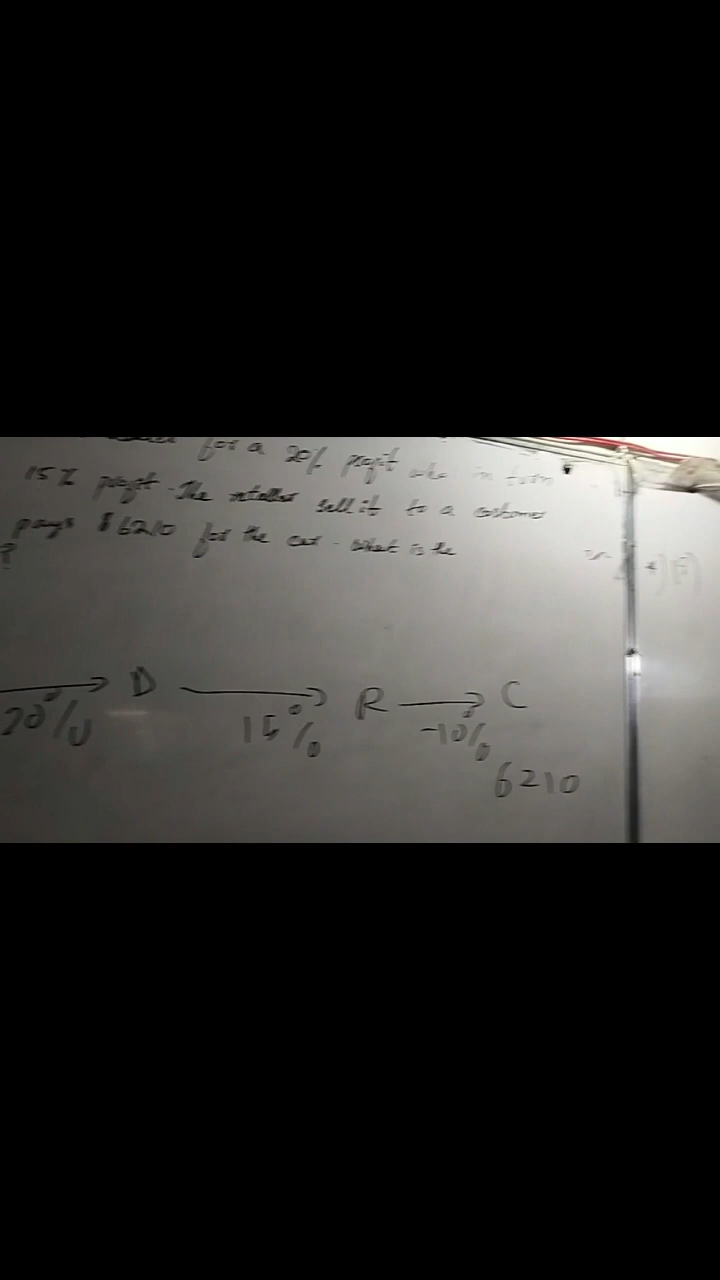 for a 20% profit who in turn
15% profit. The retailer sell it to a customer
pays $6210 for the car. what is the
?
D R C
20% 15% -10%
6210